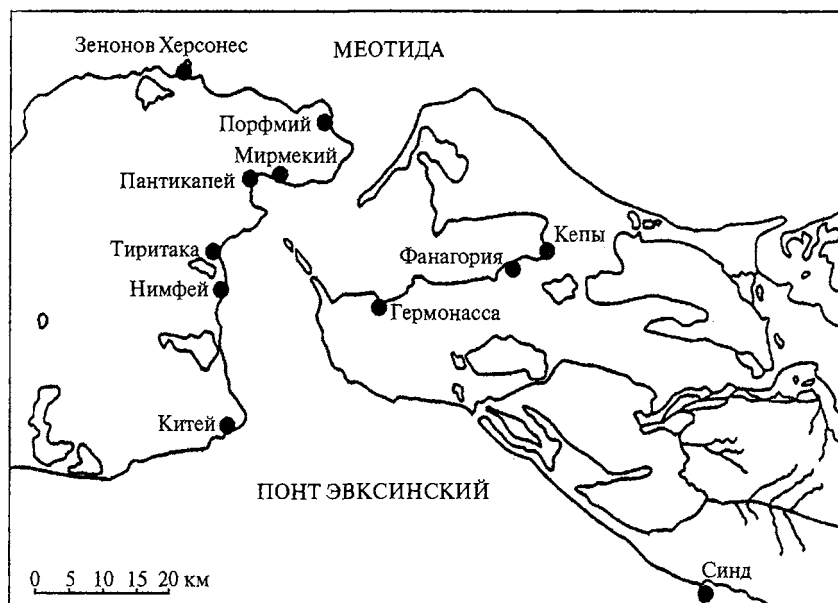 Зенонов Херсонес
МЕОТИДА
Порфмий
Мирмекий
Пантикапей
Тиритака
Кепы
Фанагория
Нимфей
Гермонасса
Китей
ПОНТ ЭВКСИНСКИЙ
Синд
0 5 10 15 20 км